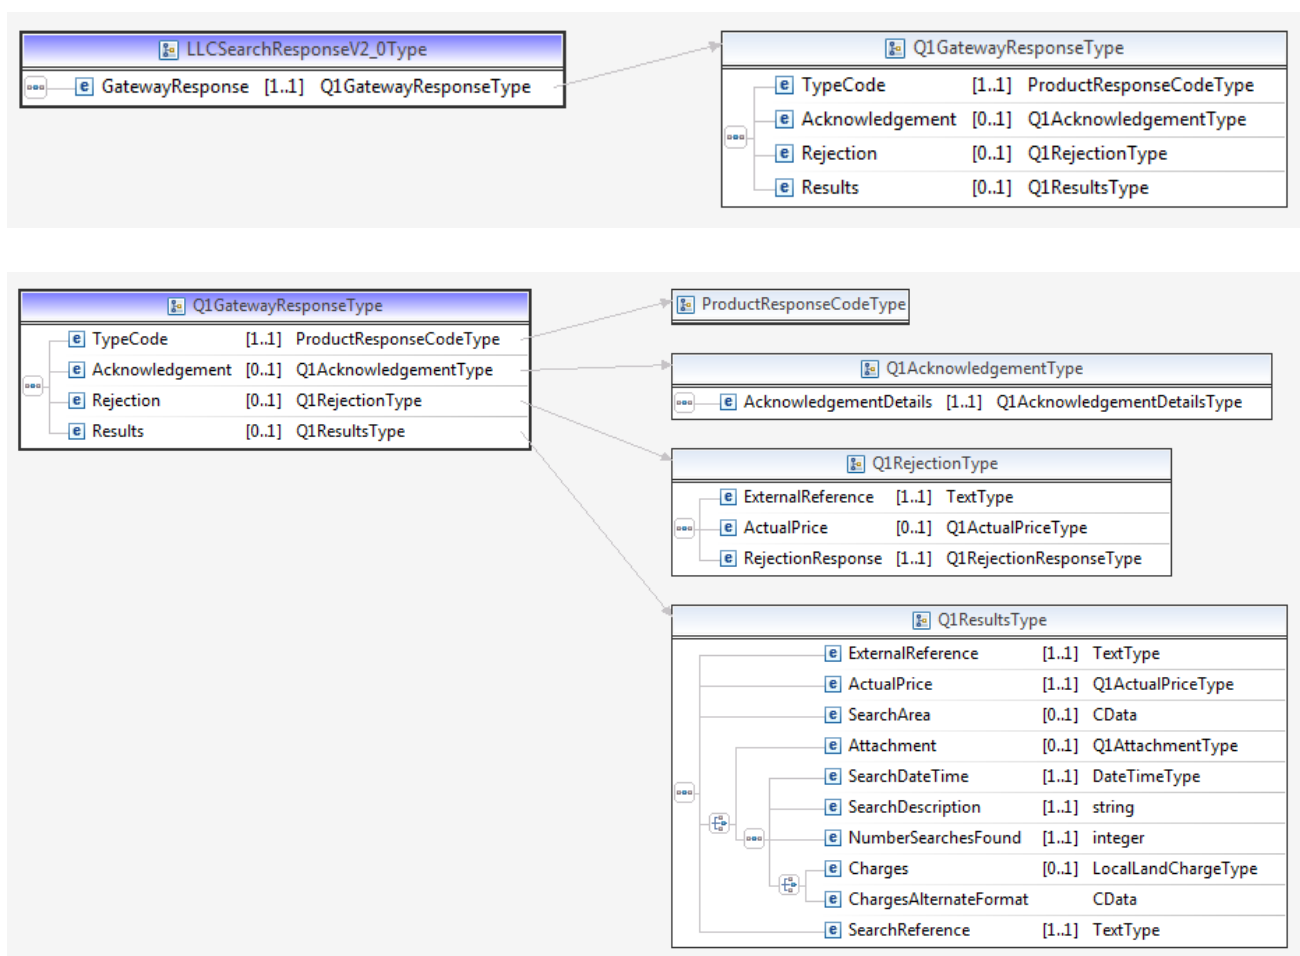 LLCSearchResponseV2_0Type
GatewayResponse [1..1] Q1GatewayResponseType
Q1GatewayResponseType
TypeCode [1..1] ProductResponseCodeType
Acknowledgement [0..1] Q1AcknowledgementType
Rejection [0..1] Q1RejectionType
Results [0..1] Q1ResultsType
Q1GatewayResponseType
TypeCode [1..1] ProductResponseCodeType
Acknowledgement [0..1] Q1AcknowledgementType
Rejection [0..1] Q1RejectionType
Results [0..1] Q1ResultsType
ProductResponseCodeType
Q1AcknowledgementType
AcknowledgementDetails [1..1] Q1AcknowledgementDetailsType
Q1RejectionType
ExternalReference [1..1] TextType
ActualPrice [0..1] Q1ActualPriceType
RejectionResponse [1..1] Q1RejectionResponseType
Q1ResultsType
ExternalReference [1..1] TextType
ActualPrice [1..1] Q1ActualPriceType
SearchArea [0..1] CData
Attachment [0..1] Q1AttachmentType
SearchDateTime [1..1] DateTimeType
SearchDescription [1..1] string
NumberSearchesFound [1..1] integer
Charges [0..1] LocalLandChargeType
ChargesAlternateFormat CData
SearchReference [1..1] TextType